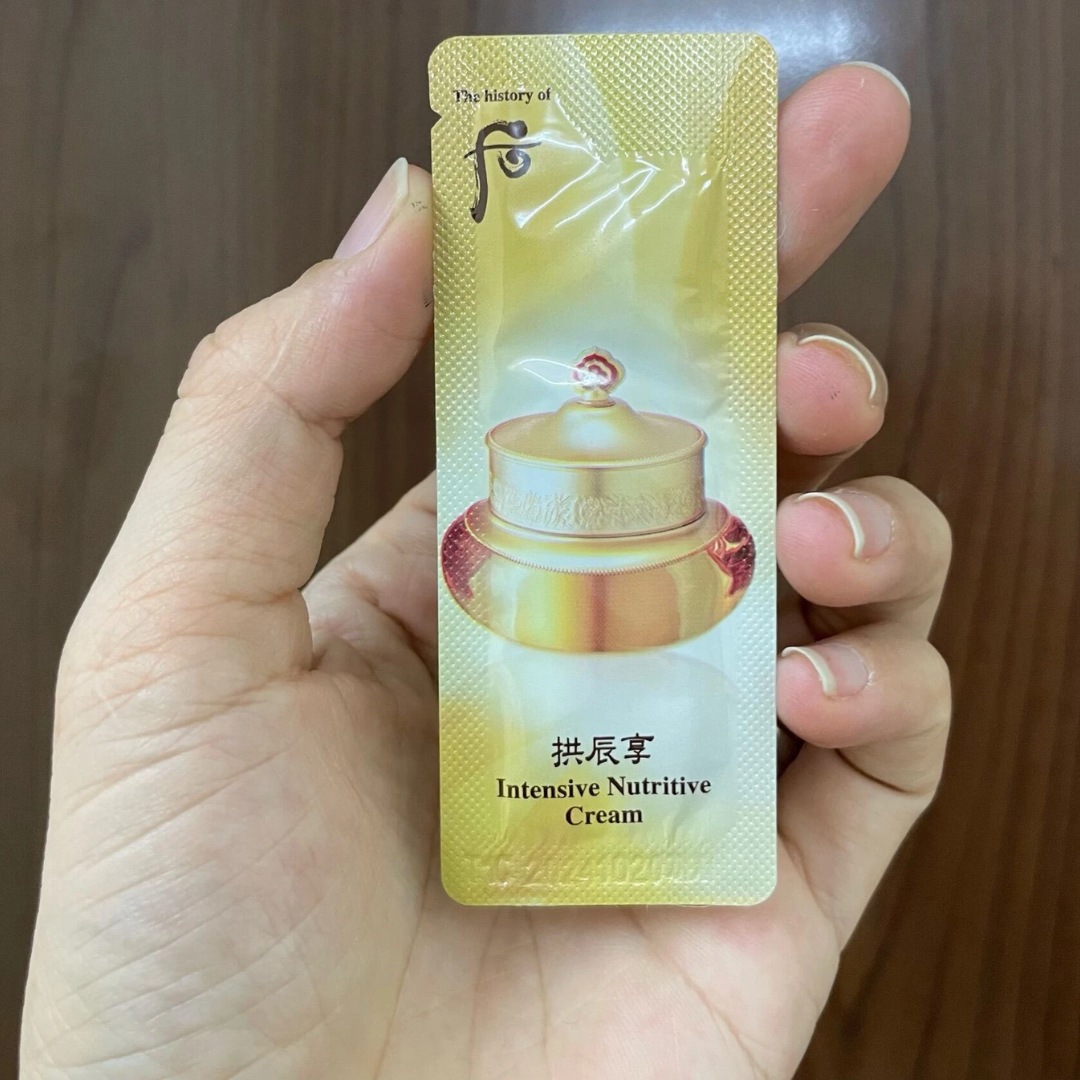 The history of
后
拱辰享
Intensive Nutritive
Cream